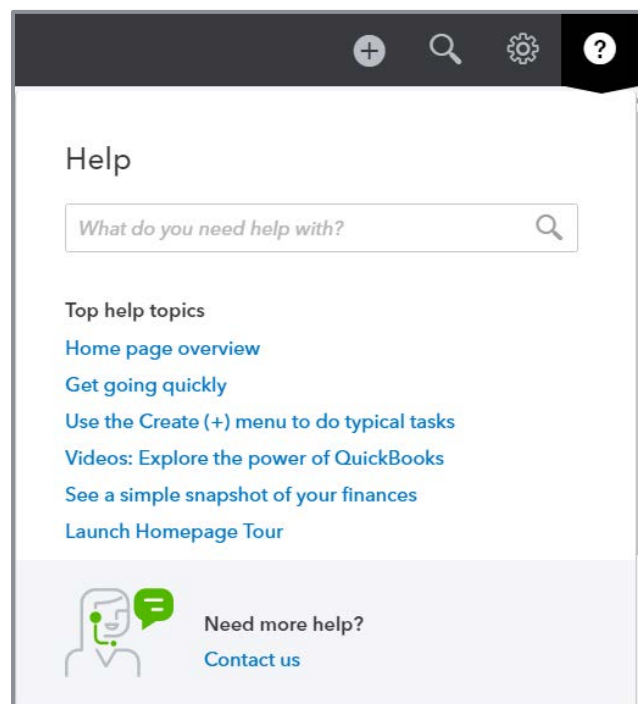 Help
What do you need help with?
Top help topics
Home page overview
Get going quickly
Use the Create (+) menu to do typical tasks
Videos: Explore the power of QuickBooks
See a simple snapshot of your finances
Launch Homepage Tour
Need more help?
Contact us